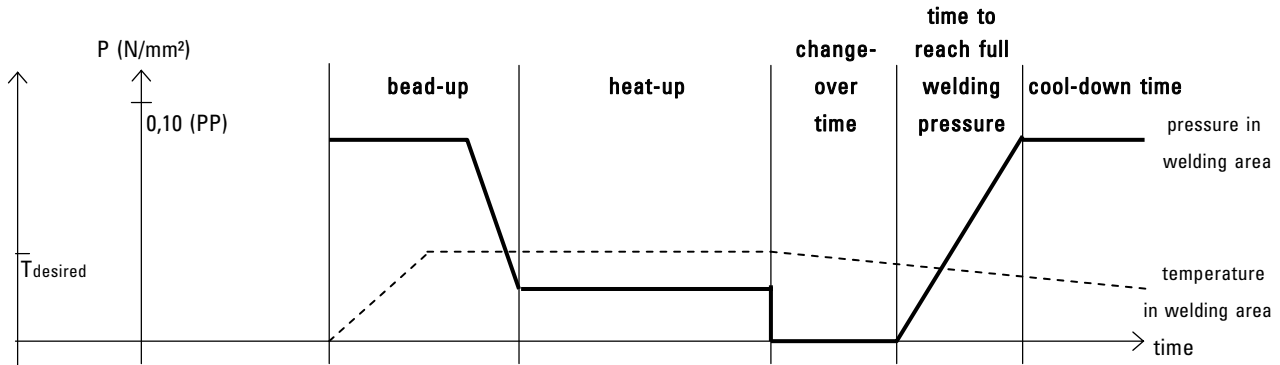 P (N/mm²)
0,10 (PP)
Tdesired
bead-up
heat-up
change-
over
time
time to
reach full
welding
pressure
cool-down time
pressure in
welding area
temperature
in welding area
time